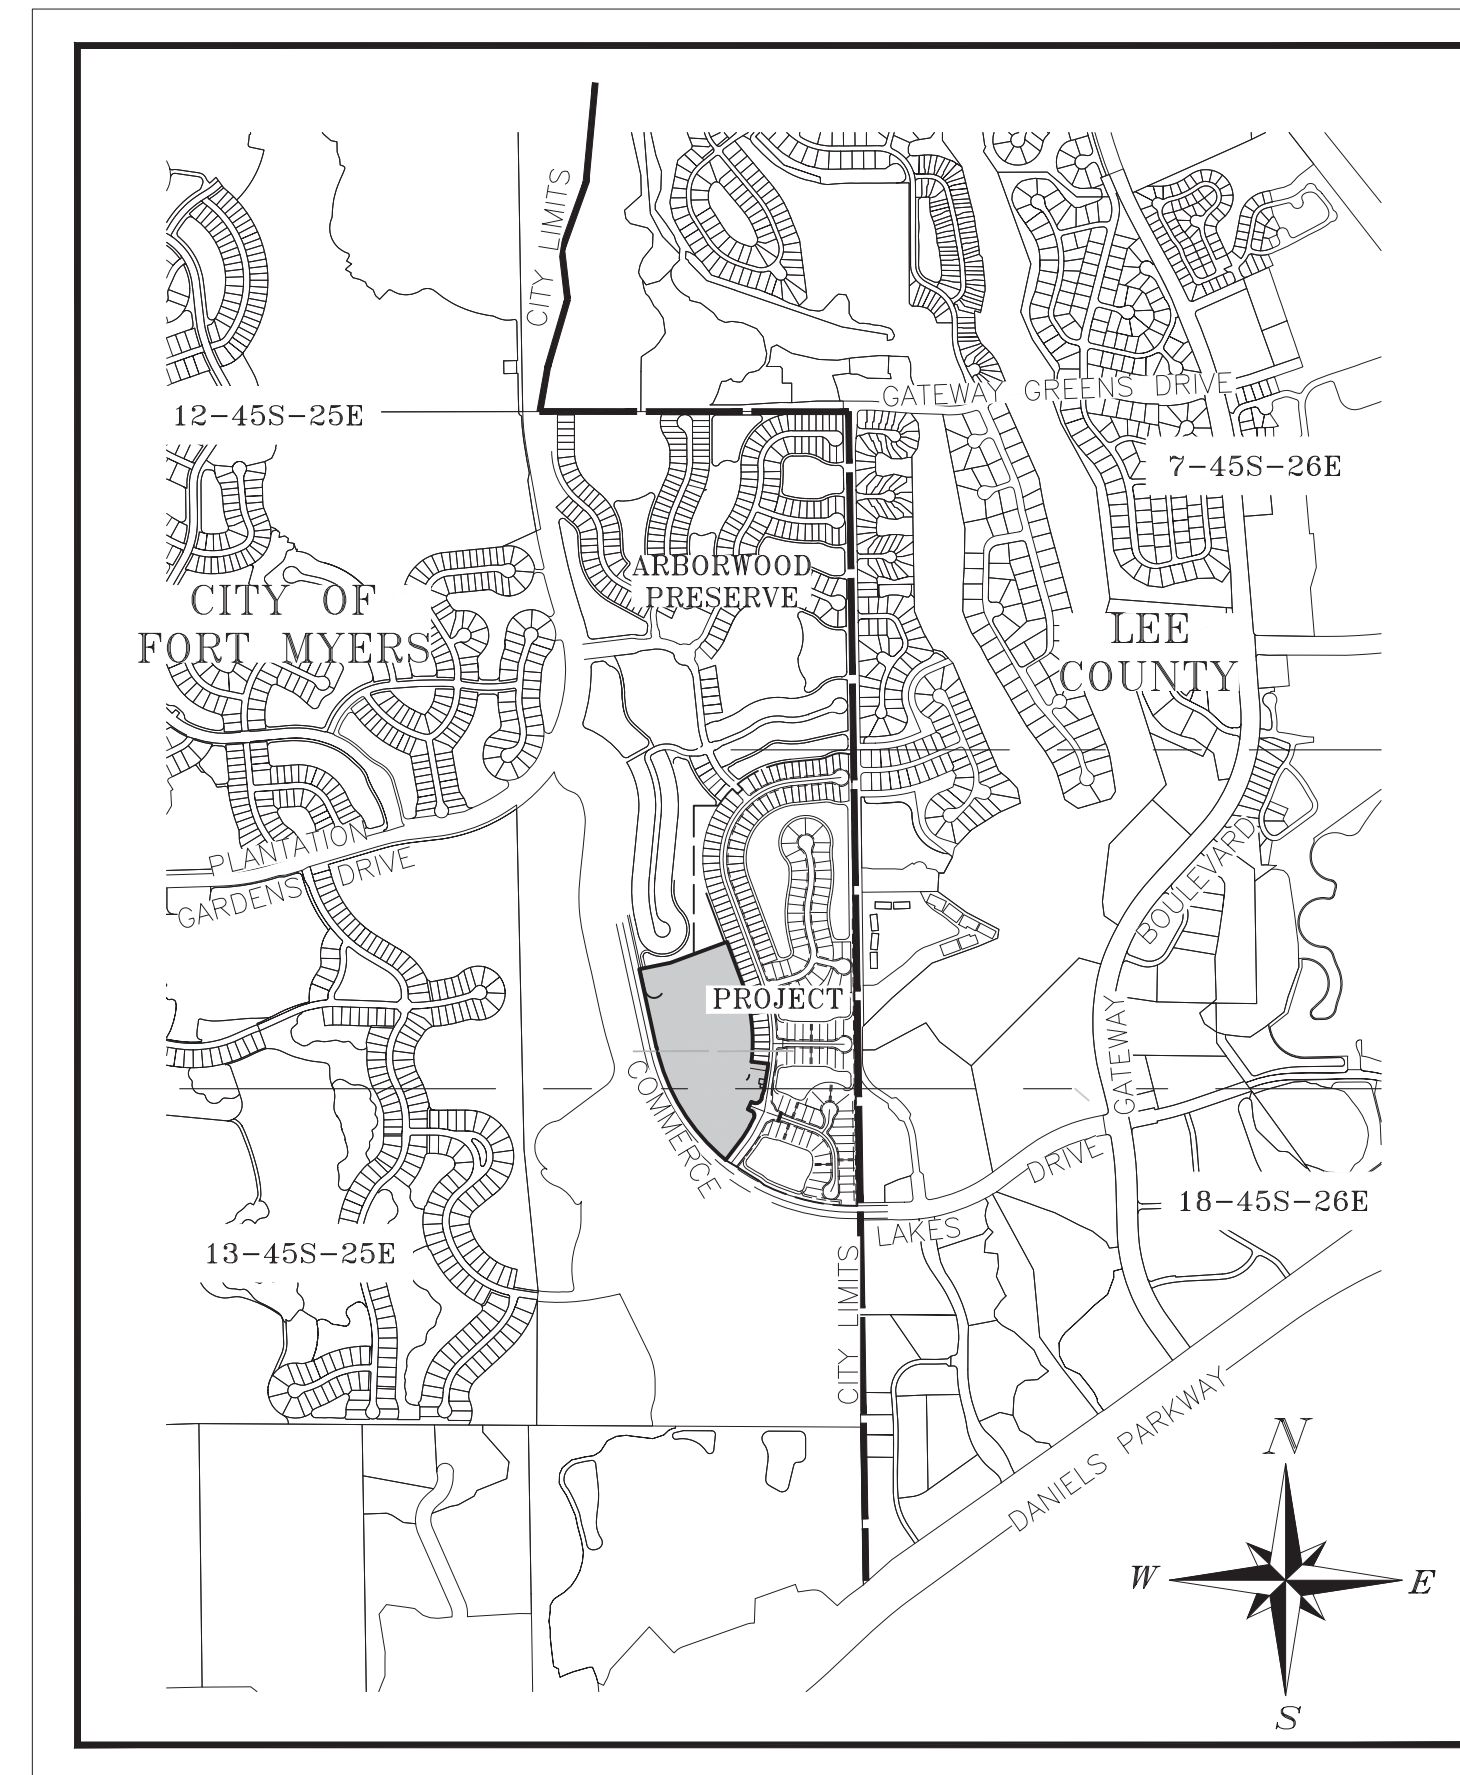 CITY LIMITS
GATEWAY GREENS DRIVE
12-45S-25E
7-45S-26E
ARBORWOOD
PRESERVE
CITY OF
FORT MYERS
LEE
COUNTY
PLANTATION
GARDENS DRIVE
BOULEVARD
GATEWAY
PROJECT
COMMERCE
LAKES
DRIVE
18-45S-26E
13-45S-25E
CITY LIMITS
DANIELS PARKWAY
N
W
E
S